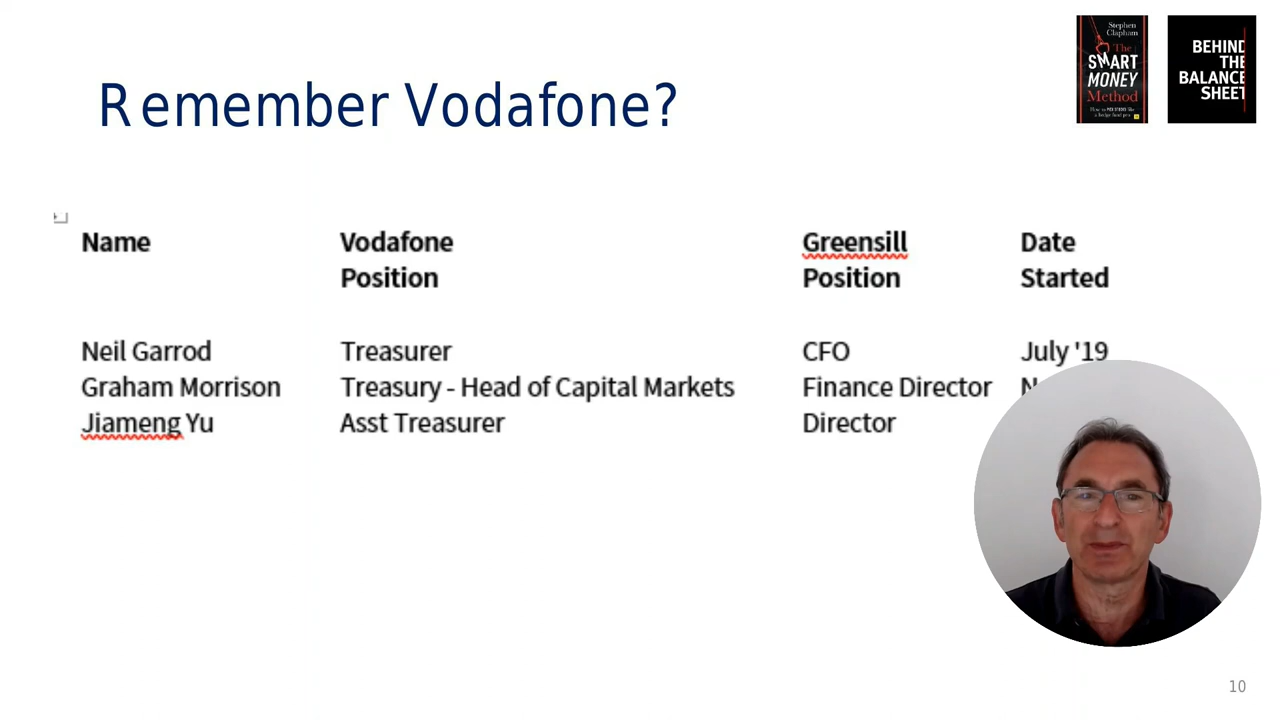 Remember Vodafone?
Stephen
Clapham
The
SMART
MONEY
Method
BEHIND
THE
BALANCE
SHEET
Name Vodafone Greensill Date
Position Position Started
Neil Garrod Treasurer CFO July '19
Graham Morrison Treasury - Head of Capital Markets Finance Director
Jiameng Yu Asst Treasurer Director
10